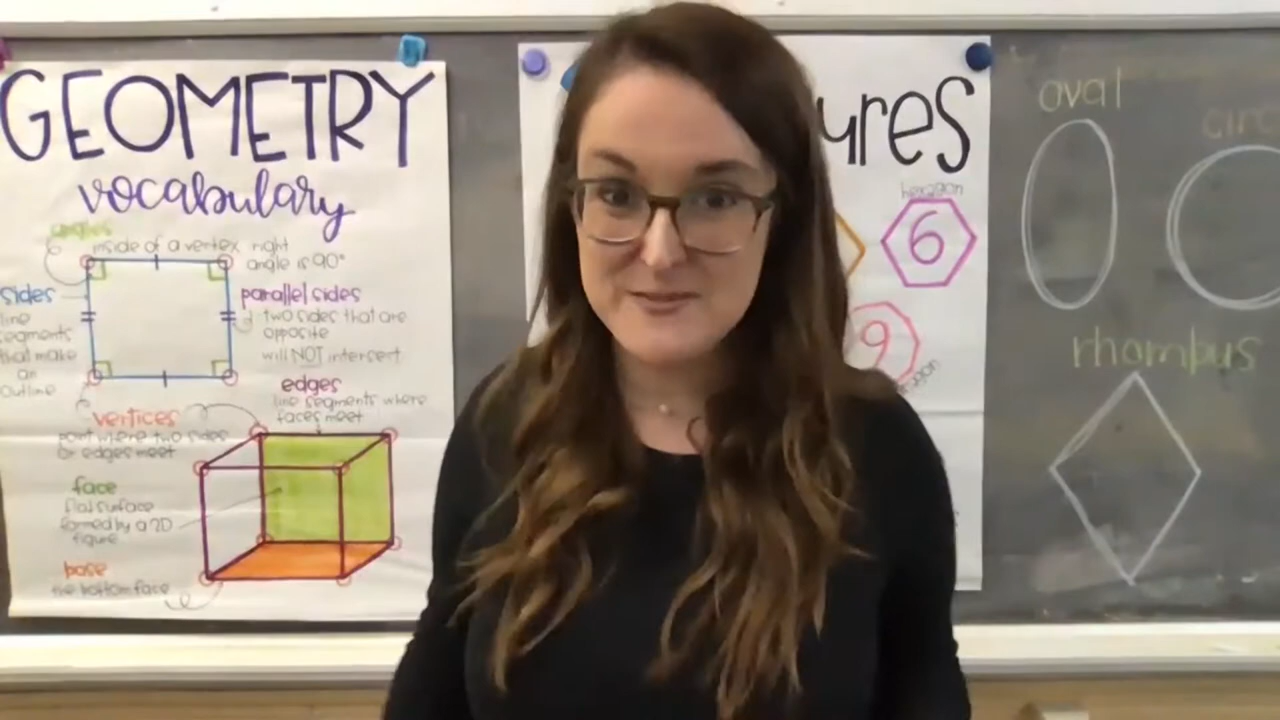 GEOMETRY
vocabulary
angles
inside of a vertex right
angle is 90°
sides
line
segments
that make
an
outline
parallel sides
two sides that are
opposite
will NOT intersect
edges
line segments where
faces meet
vertices
point where two sides
or edges meet
face
flat surface
formed by a 2D
figure
base
the bottom face
ures
hexagon
6
9
agon
oval
circ
rhombus